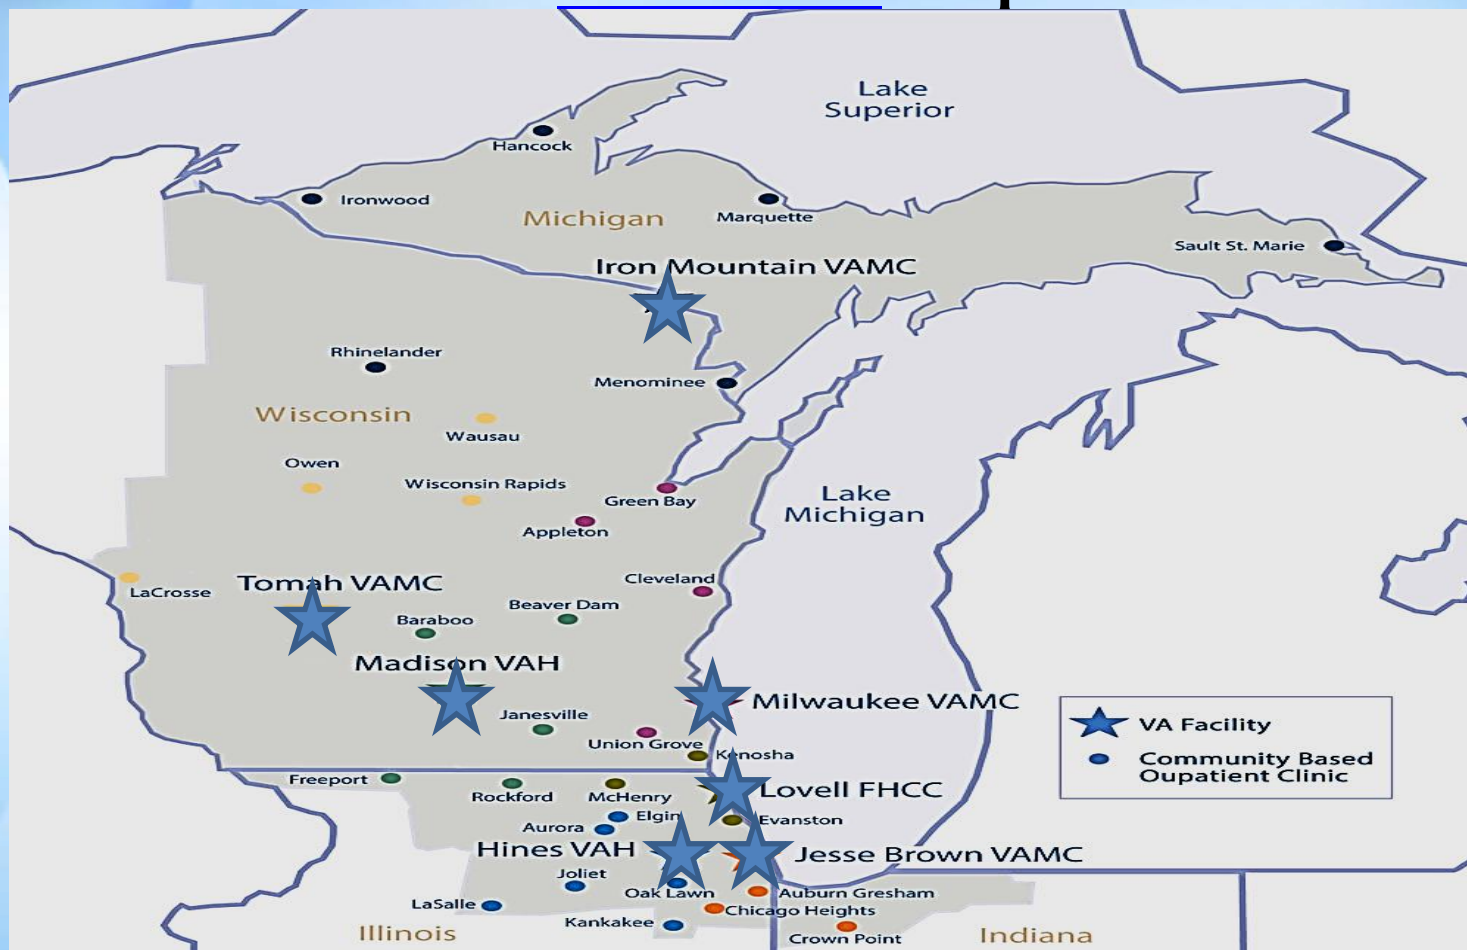 Lake
Superior
Hancock
Ironwood
Michigan
Marquette
Sault St. Marie
Iron Mountain VAMC
Rhinelander
Menominee
Wisconsin
Wausau
Owen
Wisconsin Rapids
Green Bay
Appleton
Lake
Michigan
Cleveland
Tomah VAMC
LaCrosse
Beaver Dam
Baraboo
Madison VAH
Milwaukee VAMC
Janesville
Union Grove
Kenosha
VA Facility
Community Based
Oupatient Clinic
Freeport
Rockford
McHenry
Lovell FHCC
Elgin
Evanston
Aurora
Hines VAH
Jesse Brown VAMC
Joliet
Oak Lawn
Auburn Gresham
LaSalle
Chicago Heights
Kankakee
Crown Point
Illinois
Indiana